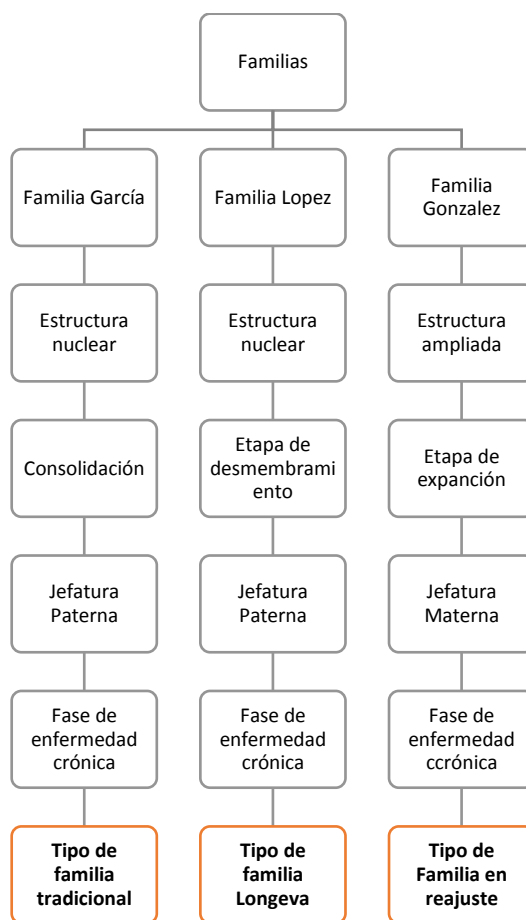 Familias
Familia García
Familia Lopez
Familia
Gonzalez
Estructura
nuclear
Estructura
nuclear
Estructura
ampliada
Consolidación
Etapa de
desmembrami
ento
Etapa de
expanción
Jefatura
Paterna
Jefatura
Paterna
Jefatura
Materna
Fase de
enfermedad
crónica
Fase de
enfermedad
crónica
Fase de
enfermedad
ccrónica
Tipo de
familia
tradicional
Tipo de
familia
Longeva
Tipo de
Familia en
reajuste